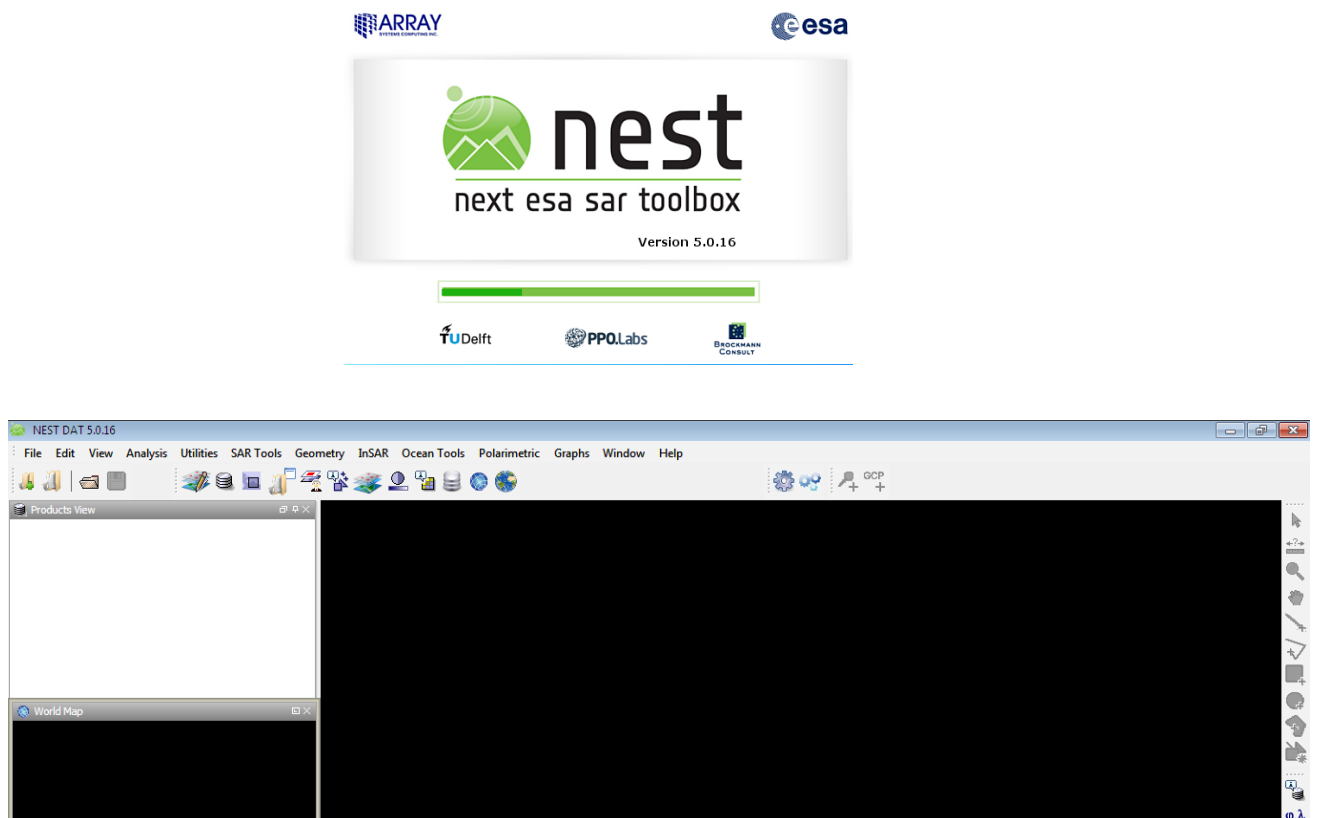 ARRAY
SYSTEMS COMPUTING INC.
esa
nest
next esa sar toolbox
Version 5.0.16
TUDelft
PPO.Labs
BROCKMANN
CONSULT
NEST DAT 5.0.16
File Edit View Analysis Utilities SAR Tools Geometry InSAR Ocean Tools Polarimetric Graphs Window Help
GCP
Products View
World Map
φ λ